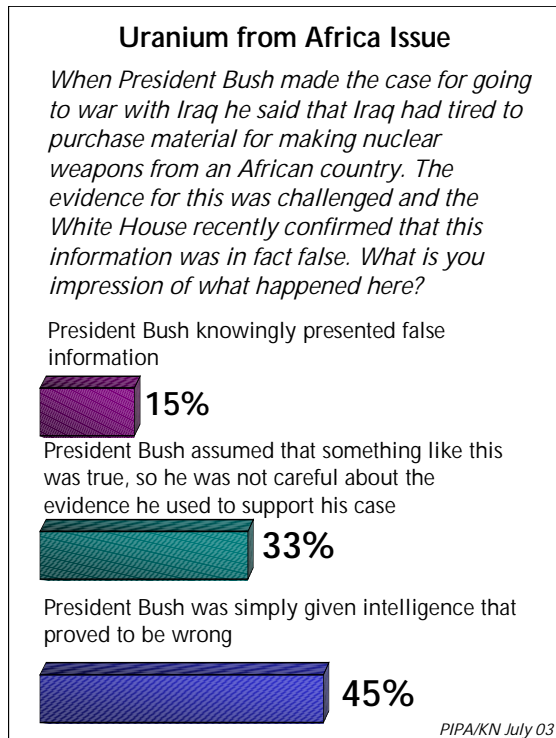 Uranium from Africa Issue
When President Bush made the case for going
to war with Iraq he said that Iraq had tired to
purchase material for making nuclear
weapons from an African country. The
evidence for this was challenged and the
White House recently confirmed that this
information was in fact false. What is you
impression of what happened here?
President Bush knowingly presented false
information
15%
President Bush assumed that something like this
was true, so he was not careful about the
evidence he used to support his case
33%
President Bush was simply given intelligence that
proved to be wrong
45%
PIPA/KN July 03